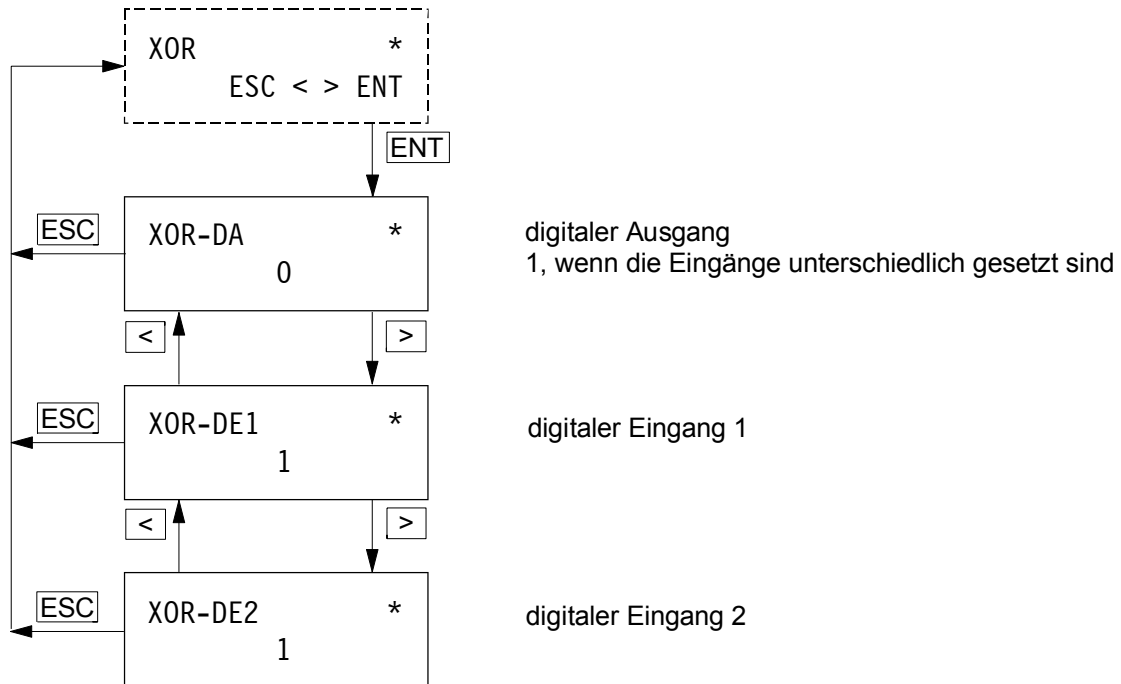 XOR *
ESC < > ENT
ENT
ESC
XOR-DA *
0
digitaler Ausgang
1, wenn die Eingänge unterschiedlich gesetzt sind
<
>
ESC
XOR-DE1 *
1
digitaler Eingang 1
<
>
ESC
XOR-DE2 *
1
digitaler Eingang 2